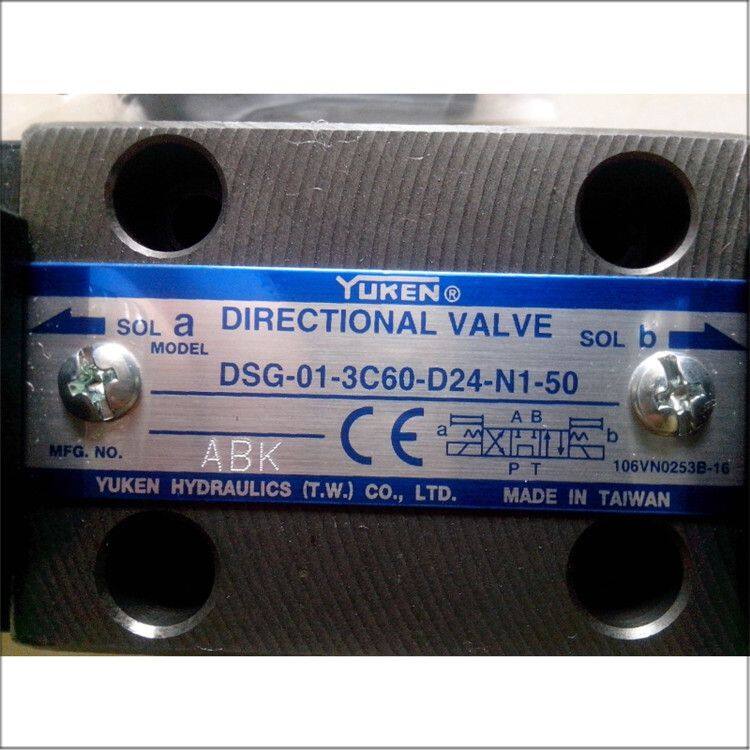 YUKEN®
SOL a DIRECTIONAL VALVE SOL b
MODEL DSG-01-3C60-D24-N1-50
A B
a b
P T
MFG. NO. ABK CE 106VN0253B-16
YUKEN HYDRAULICS (T.W.) CO., LTD. MADE IN TAIWAN